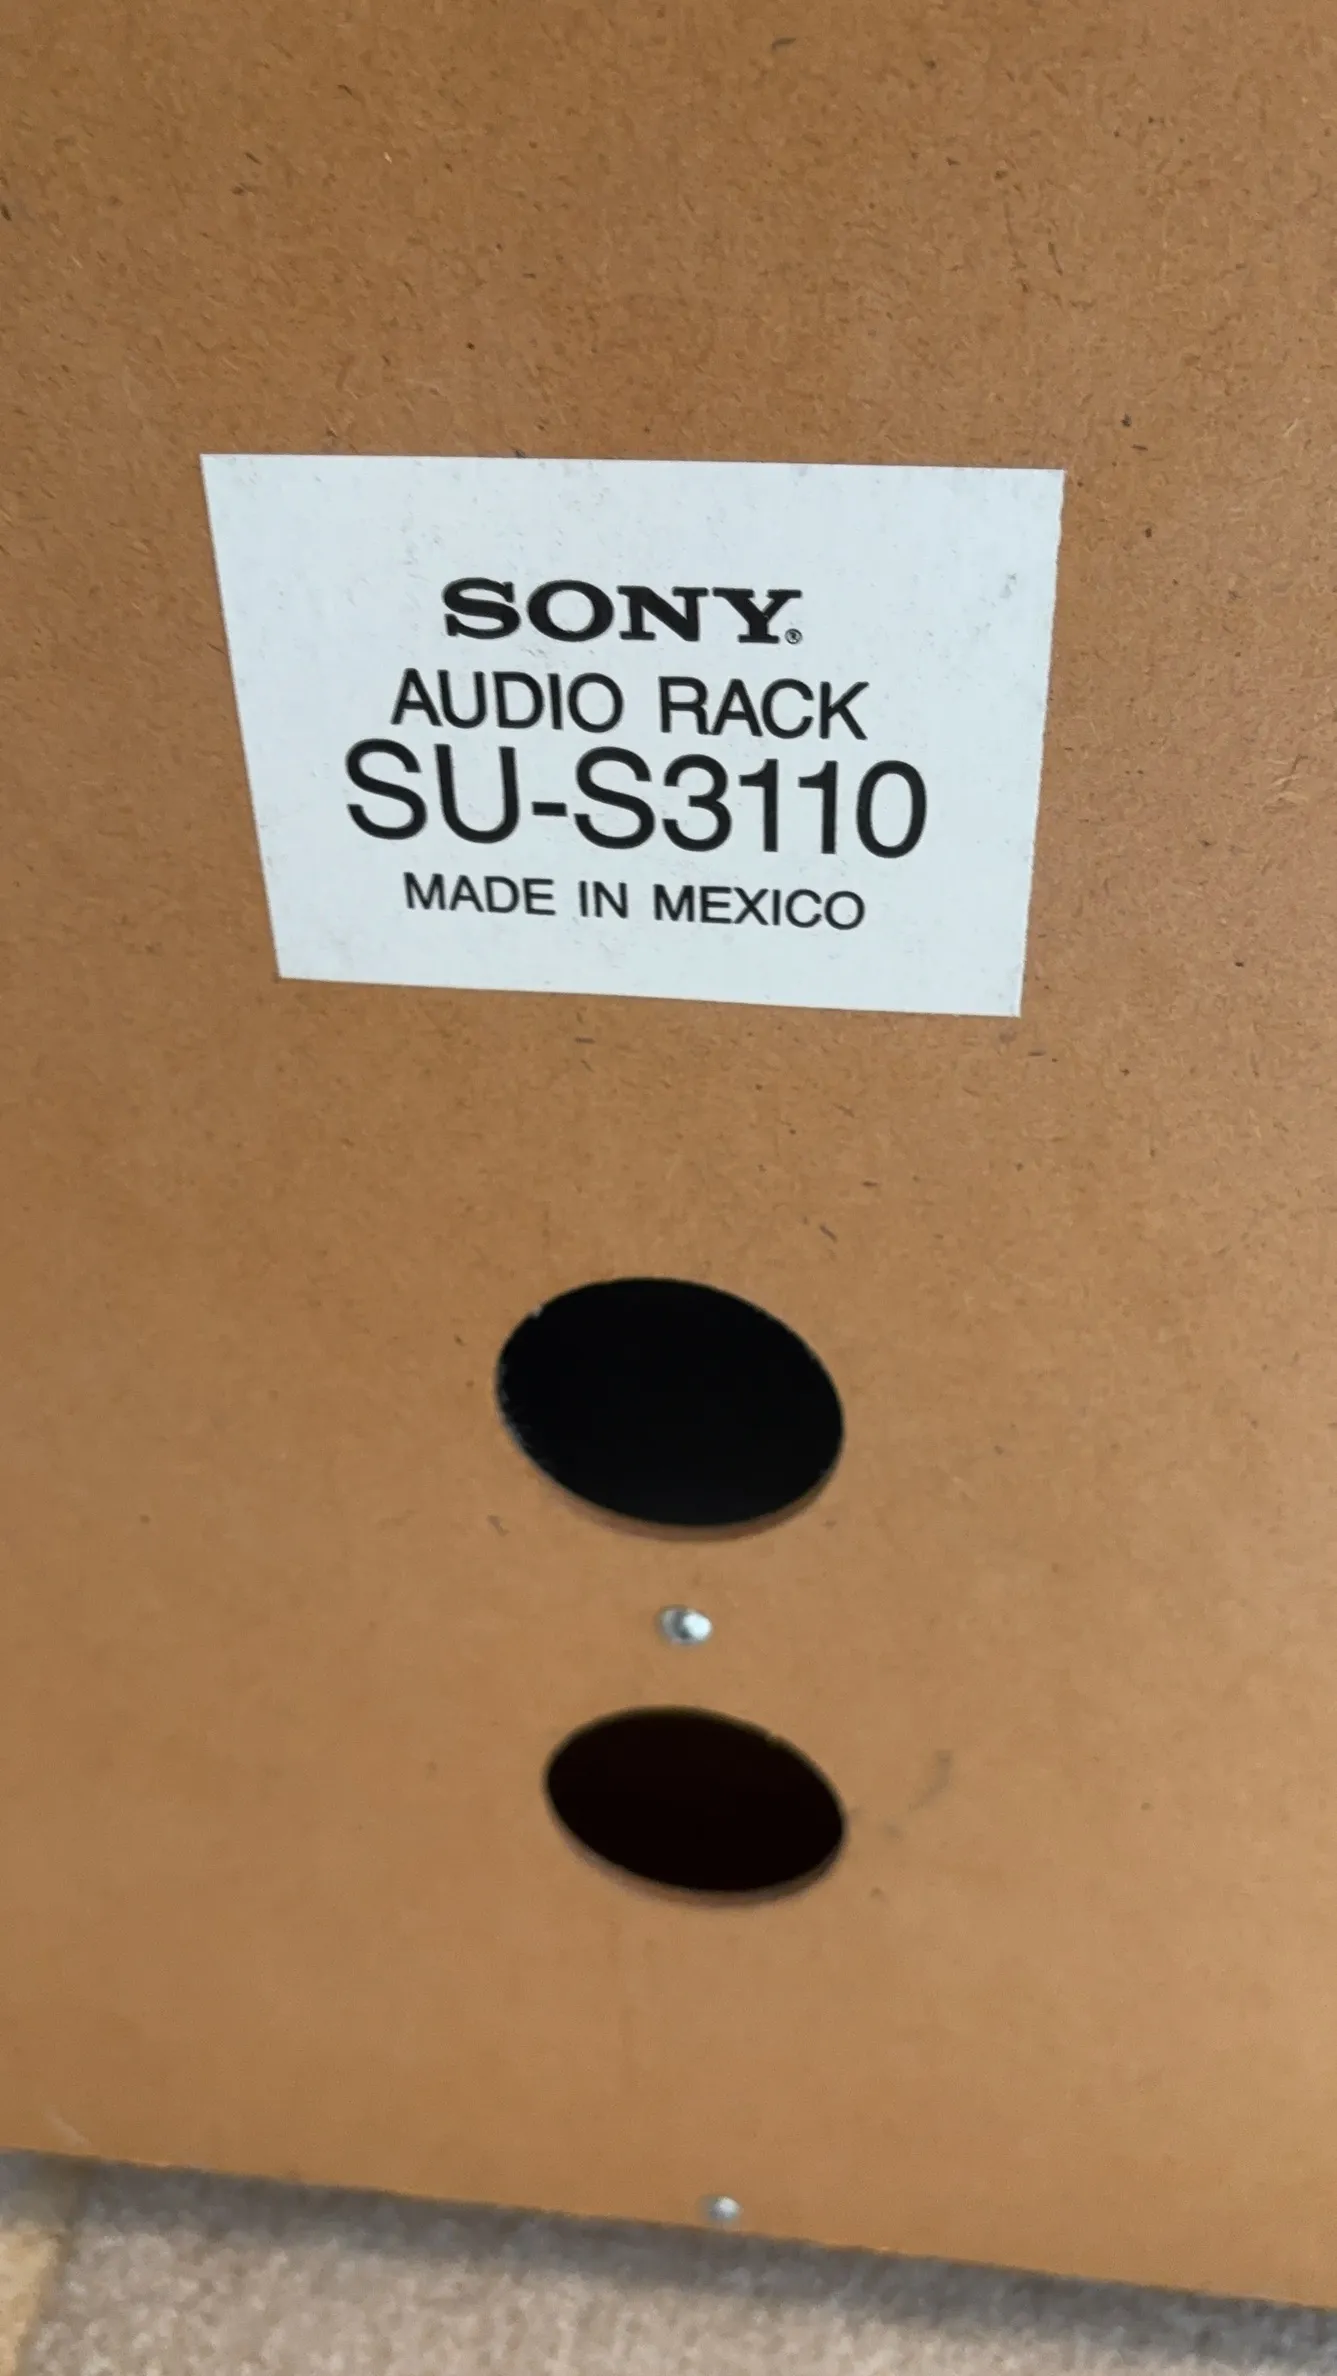 SONY®
AUDIO RACK
SU-S3110
MADE IN MEXICO